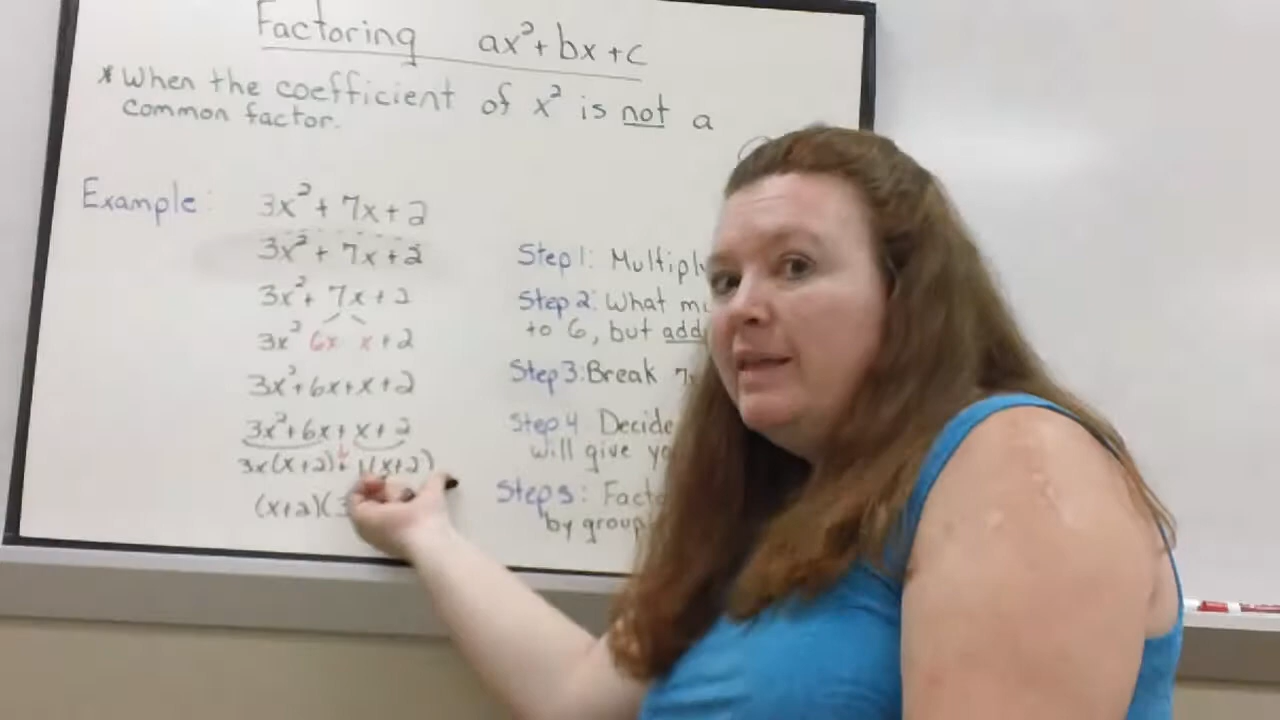 Factoring ax²+bx+c
*When the coefficient of x² is not a
common factor.
Example: 3x²+7x+2
3x²+7x+2
3x²+7x+2
3x² 6x x+2
3x²+6x+x+2
3x²+6x+x+2
3x(x+2)+1(x+2)
(x+2)(3
Step 1: Multiply
Step 2: What
to 6, but add
Step 3: Break
Step 4 Decide
will give
Step 5: Facto
by group